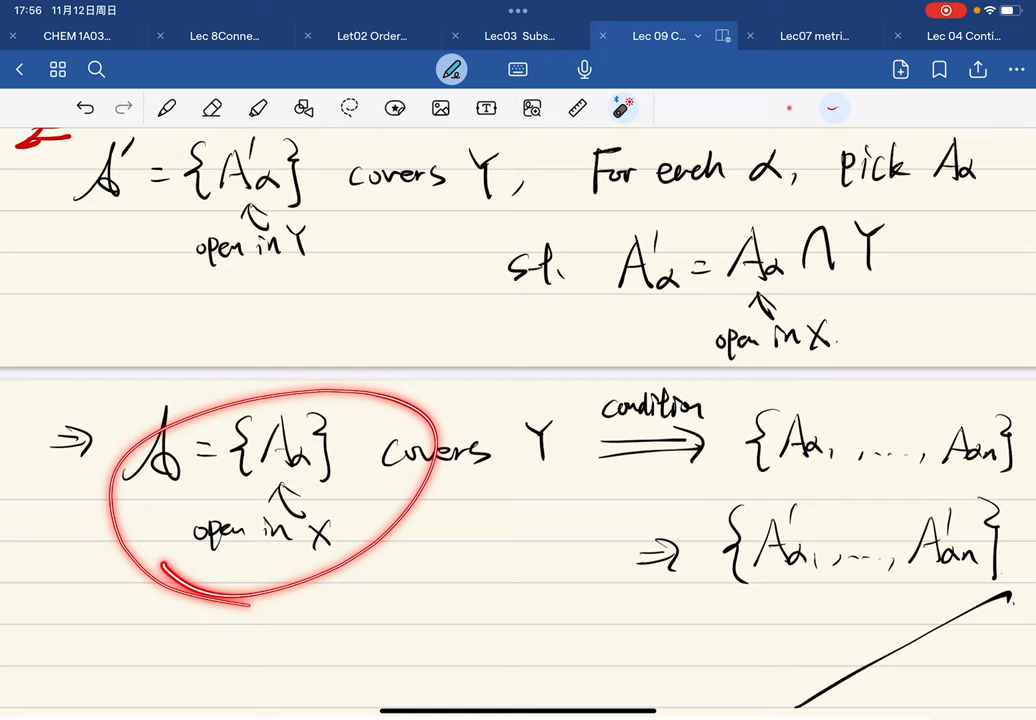 17:56 11月12日周日
CHEM 1A03... Lec 8Conne... Let02 Order... Lec03 Subs... Lec 09 C... Lec07 metri... Lec 04 Conti...
⇐ 𝒜' = {A'α} covers Y, For each α, pick Aα
open in Y
s.t. A'α = Aα ∩ Y
open in X.
⇒ 𝒜 = {Aα} covers Y condition ⟹ {Aα1, ..., Aαn}
open in X
⇒ {A'α1, ..., A'αn}